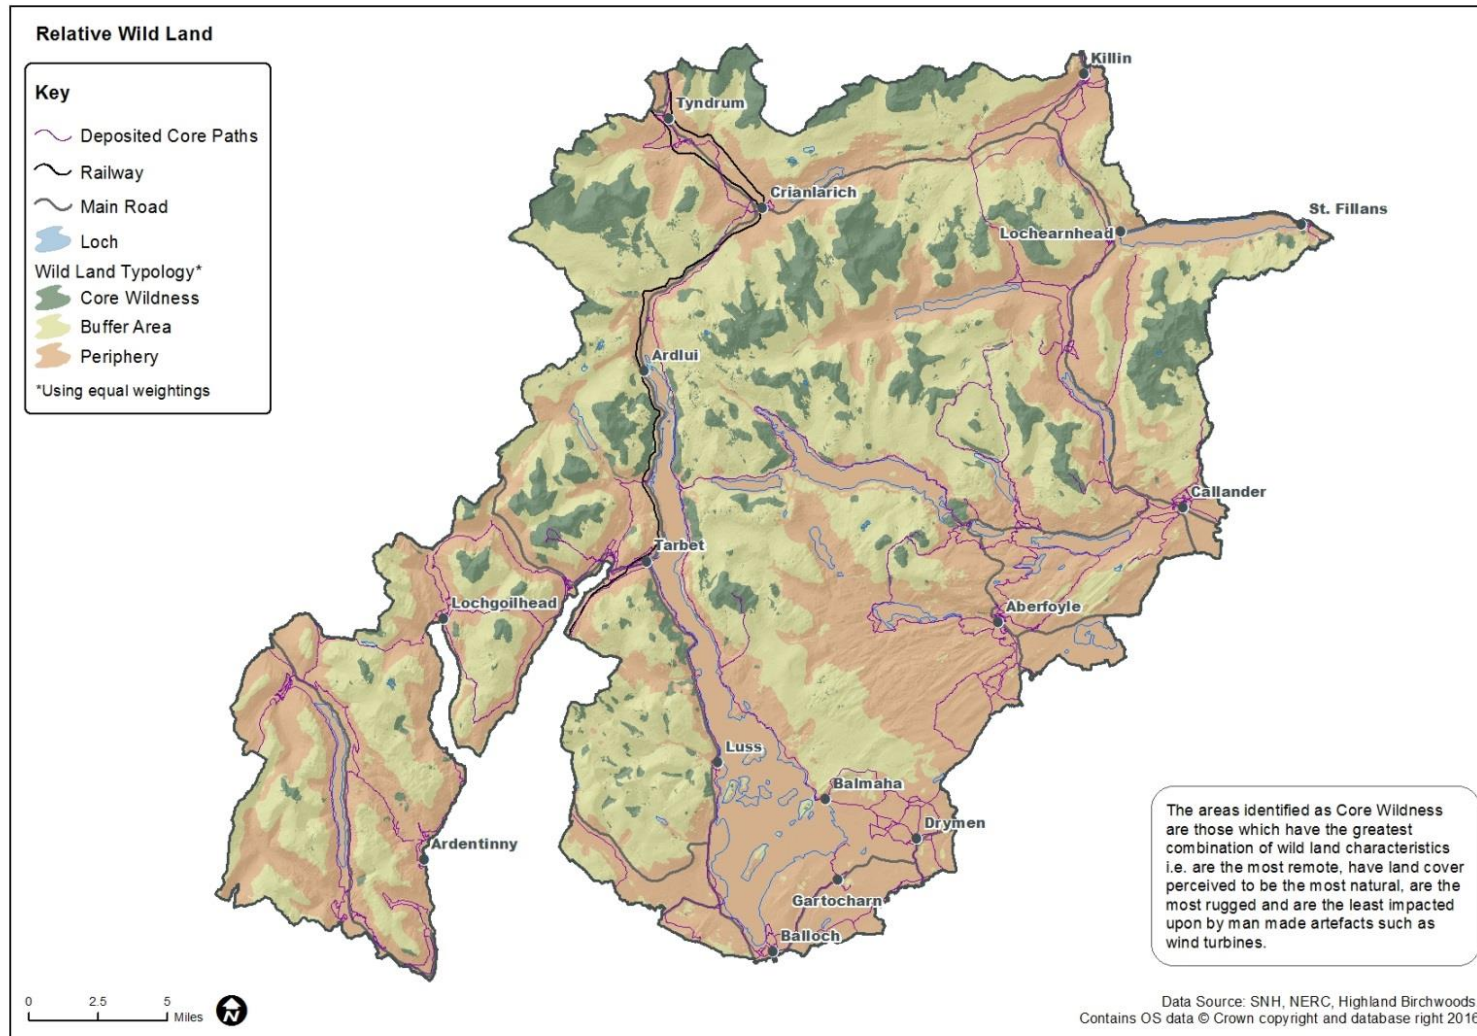 Relative Wild Land
Key
Deposited Core Paths
Railway
Main Road
Loch
Wild Land Typology*
Core Wildness
Buffer Area
Periphery
*Using equal weightings
Killin
Tyndrum
Crianlarich
St. Fillans
Lochearnhead
Ardlui
Callander
Tarbet
Lochgoilhead
Aberfoyle
Luss
Balmaha
Drymen
Ardentinny
Gartocharn
Balloch
The areas identified as Core Wildness
are those which have the greatest
combination of wild land characteristics
i.e. are the most remote, have land cover
perceived to be the most natural, are the
most rugged and are the least impacted
upon by man made artefacts such as
wind turbines.
0 2.5 5
Miles
N
Data Source: SNH, NERC, Highland Birchwoods
Contains OS data © Crown copyright and database right 2016